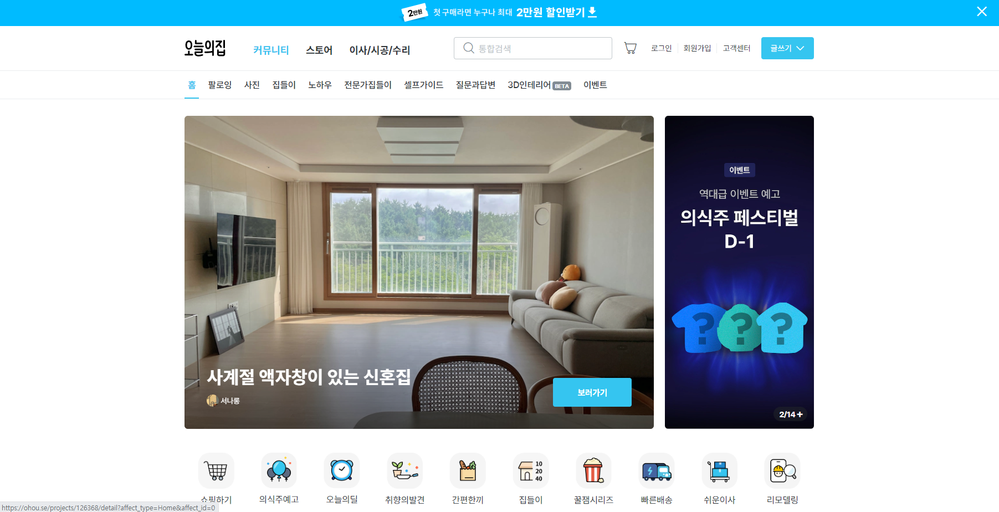 2만원 첫 구매라면 누구나 최대 2만원 할인받기
오늘의집 커뮤니티 스토어 이사/시공/수리 통합검색 로그인 회원가입 고객센터 글쓰기
홈 팔로잉 사진 집들이 노하우 전문가집들이 셀프가이드 질문과답변 3D인테리어 BETA 이벤트
사계절 액자창이 있는 신혼집
서나롱
보러가기
이벤트
역대급 이벤트 예고
의식주 페스티벌
D-1
? ? ?
2/14 +
10
20
40
쇼핑하기 의식주예고 오늘의딜 취향의발견 간편한끼 집들이 꿀잼시리즈 빠른배송 쉬운이사 리모델링
https://ohou.se/projects/126368/detail?affect_type=Home&affect_id=0